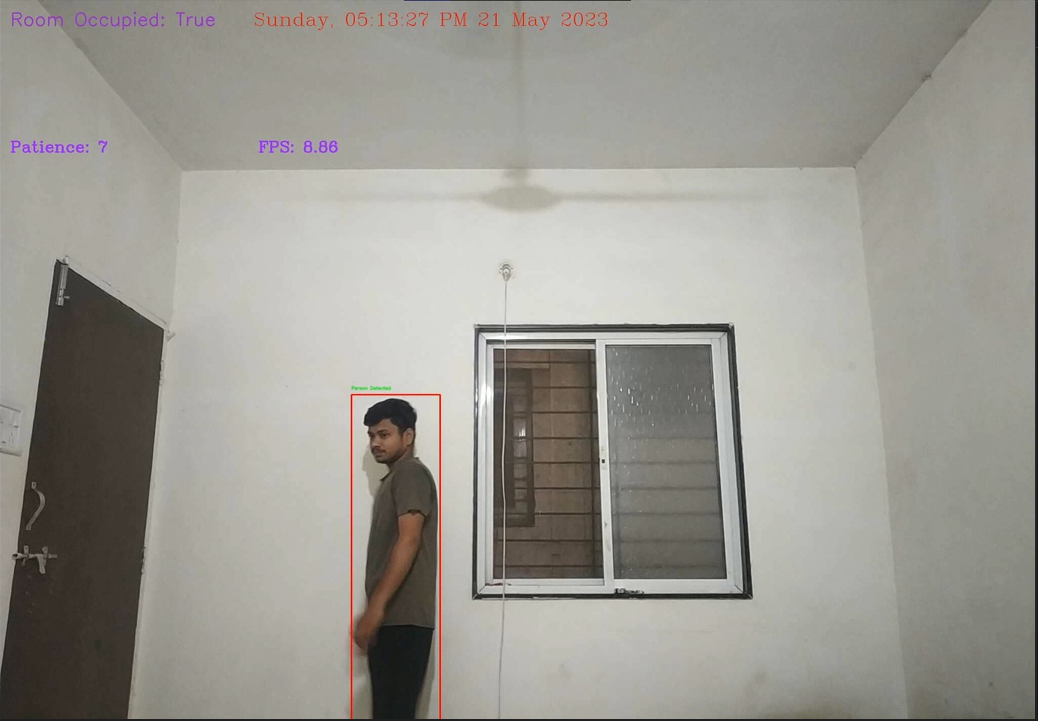 Room Occupied: True Sunday, 05:13:27 PM 21 May 2023
Patience: 7 FPS: 8.86
Person Detected